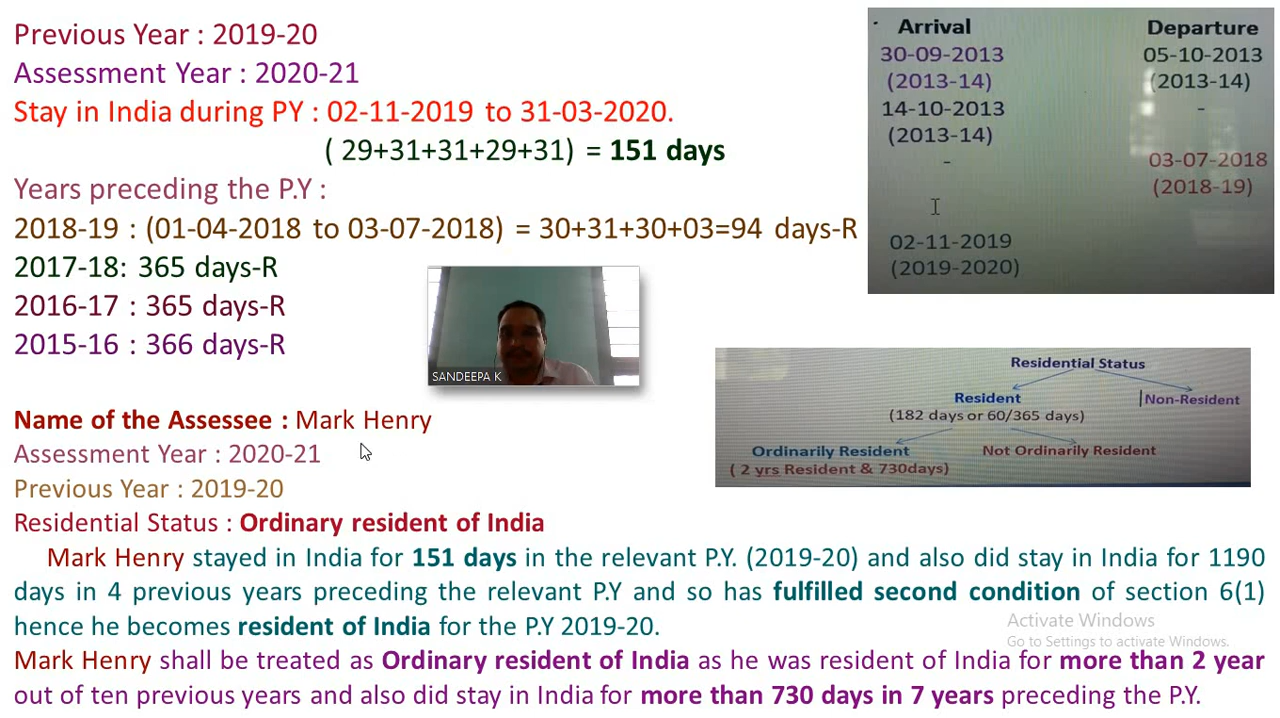 Previous Year : 2019-20
Assessment Year : 2020-21
Stay in India during PY : 02-11-2019 to 31-03-2020.
( 29+31+31+29+31) = 151 days
Years preceding the P.Y :
2018-19 : (01-04-2018 to 03-07-2018) = 30+31+30+03=94 days-R
2017-18: 365 days-R
2016-17 : 365 days-R
2015-16 : 366 days-R
Arrival Departure
30-09-2013 05-10-2013
(2013-14) (2013-14)
14-10-2013 -
(2013-14)
- 03-07-2018
(2018-19)
02-11-2019
(2019-2020)
SANDEEPA K
Residential Status
Resident Non-Resident
(182 days or 60/365 days)
Ordinarily Resident Not Ordinarily Resident
( 2 yrs Resident & 730days)
Name of the Assessee : Mark Henry
Assessment Year : 2020-21
Previous Year : 2019-20
Residential Status : Ordinary resident of India
Mark Henry stayed in India for 151 days in the relevant P.Y. (2019-20) and also did stay in India for 1190
days in 4 previous years preceding the relevant P.Y and so has fulfilled second condition of section 6(1)
hence he becomes resident of India for the P.Y 2019-20.
Activate Windows
Go to Settings to activate Windows.
Mark Henry shall be treated as Ordinary resident of India as he was resident of India for more than 2 year
out of ten previous years and also did stay in India for more than 730 days in 7 years preceding the P.Y.